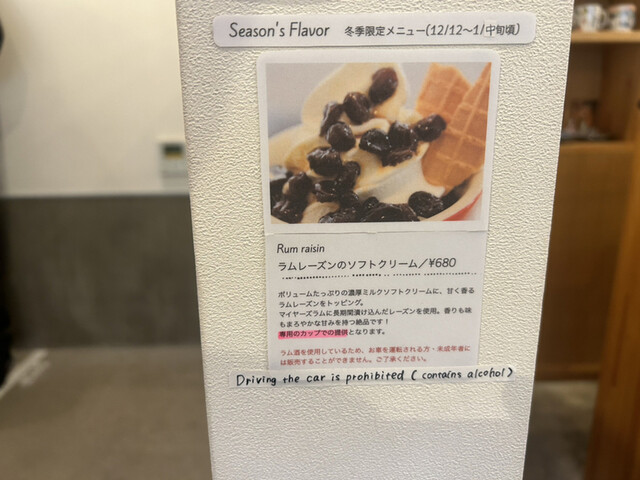 Season's Flavor 冬季限定メニュー(12/12〜1/中旬頃)
Rum raisin
ラムレーズンのソフトクリーム／¥680
ボリュームたっぷりの濃厚ミルクソフトクリームに、甘く香る
ラムレーズンをトッピング。
マイヤーズラムに長期間漬け込んだレーズンを使用。香りも味
もまろやかな甘みを持つ絶品です！
専用のカップでの提供となります。
ラム酒を使用しているため、お車を運転される方・未成年者に
は販売することができません。ご了承ください。
Driving the car is prohibited (contains alcohol)